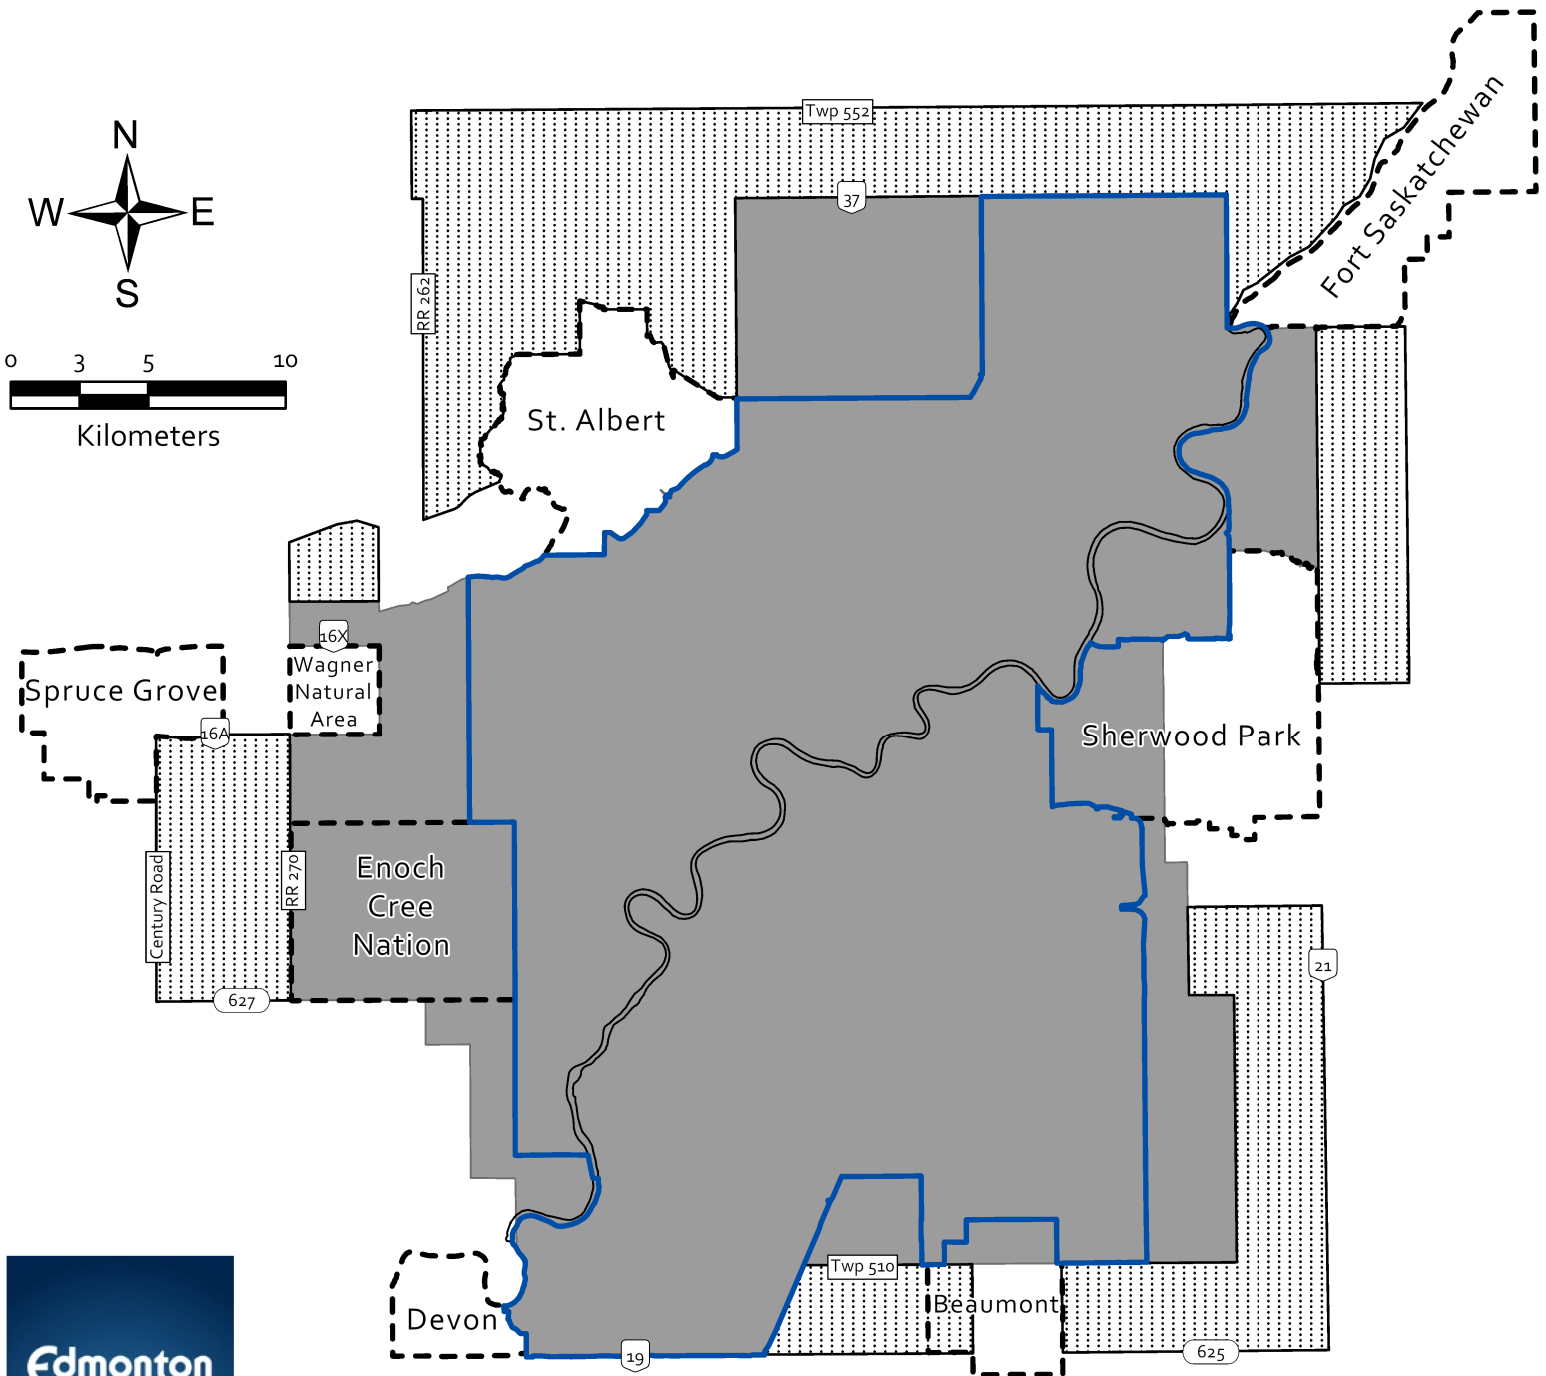 Twp 552
Fort Saskatchewan
N
W E
S
37
RR 262
0 3 5 10
Kilometers
St. Albert
16X
Wagner
Natural
Area
Spruce Grove
16A
Sherwood Park
Century Road
RR 270
Enoch
Cree
Nation
627
21
Twp 510
Beaumont
Devon
19
625
Edmonton